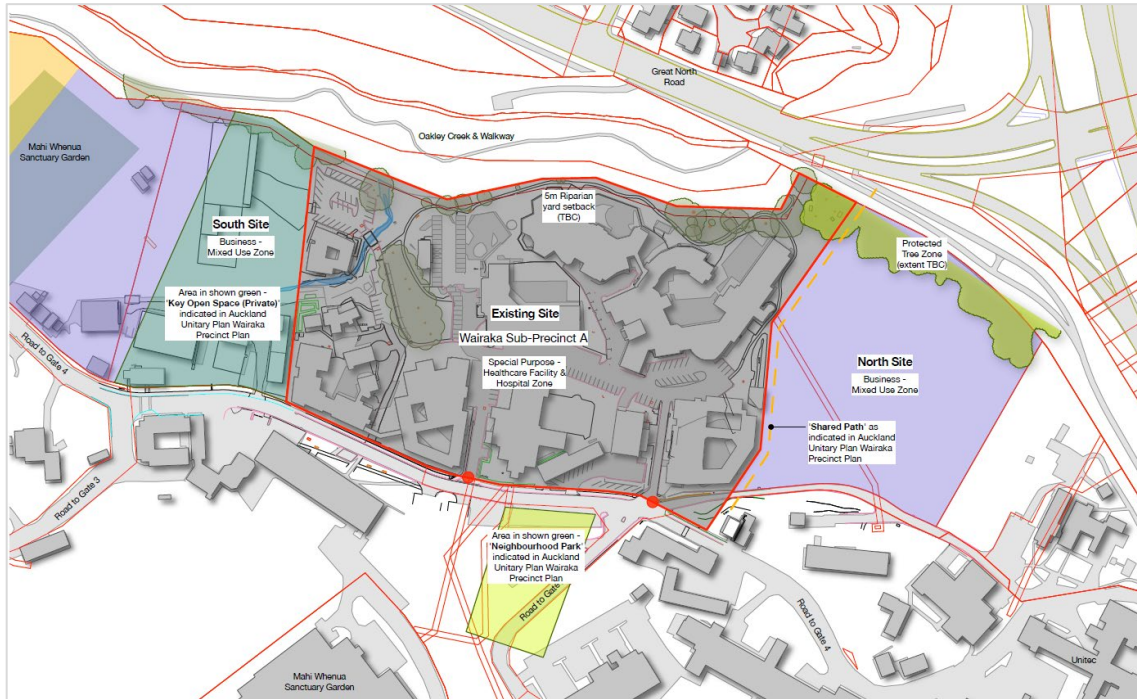 Great North
Road
Oakley Creek & Walkway
Mahi Whenua
Sanctuary Garden
5m Riparian
yard setback
(TBC)
South Site
Business -
Mixed Use Zone
Protected
Tree Zone
(extent TBC)
Area in shown green -
'Key Open Space (Private)'
indicated in Auckland
Unitary Plan Wairaka
Precinct Plan
Existing Site
Wairaka Sub-Precinct A
Special Purpose -
Healthcare Facility &
Hospital Zone
North Site
Business -
Mixed Use Zone
Road to Gate 4
'Shared Path' as
indicated in Auckland
Unitary Plan Wairaka
Precinct Plan
Road to Gate 3
Area in shown green -
'Neighbourhood Park'
indicated in Auckland
Unitary Plan Wairaka
Precinct Plan
Road to Gate
Road to Gate 4
Mahi Whenua
Sanctuary Garden
Unitec